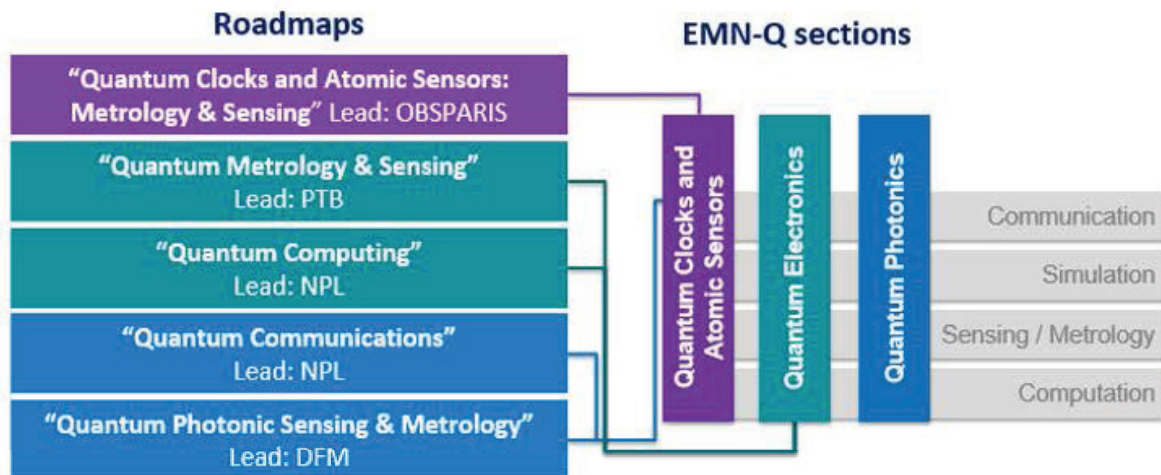 Roadmaps
“Quantum Clocks and Atomic Sensors:
Metrology & Sensing” Lead: OBSPARIS
“Quantum Metrology & Sensing”
Lead: PTB
“Quantum Computing”
Lead: NPL
“Quantum Communications”
Lead: NPL
“Quantum Photonic Sensing & Metrology”
Lead: DFM
EMN-Q sections
Quantum Clocks and
Atomic Sensors
Quantum Electronics
Quantum Photonics
Communication
Simulation
Sensing / Metrology
Computation